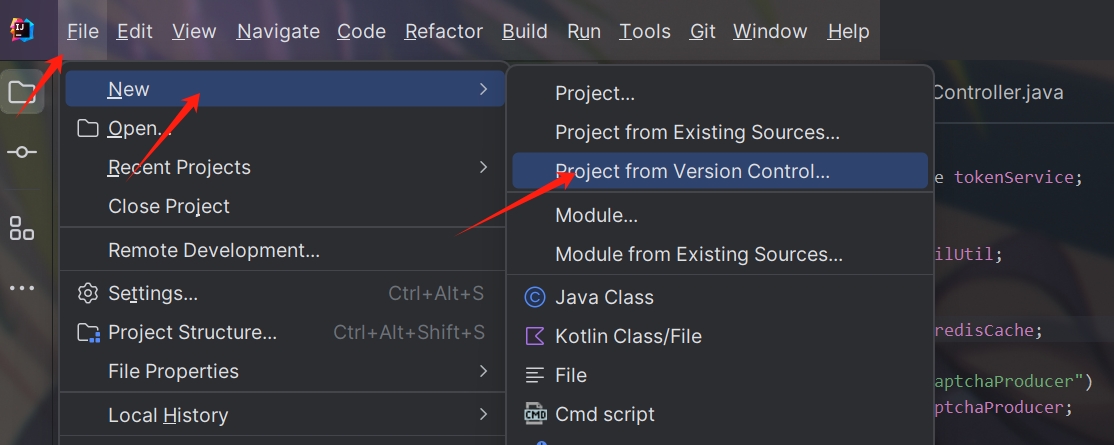 IJ
File Edit View Navigate Code Refactor Build Run Tools Git Window Help
New
Open...
Recent Projects
Close Project
Remote Development...
Settings... Ctrl+Alt+S
Project Structure... Ctrl+Alt+Shift+S
File Properties
Local History
Project...
Project from Existing Sources...
Project from Version Control...
Module...
Module from Existing Sources...
Java Class
Kotlin Class/File
File
CMD Cmd script
Controller.java
e tokenService;
ilUtil;
redisCache;
aptchaProducer")
ptchaProducer;